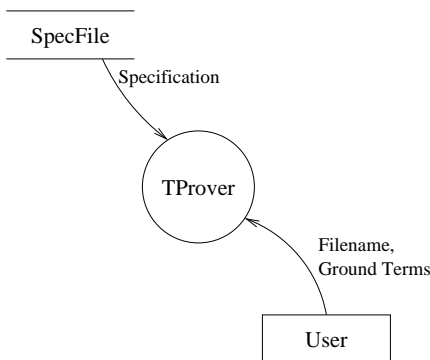 SpecFile
Specification
TProver
Filename,
Ground Terms
User